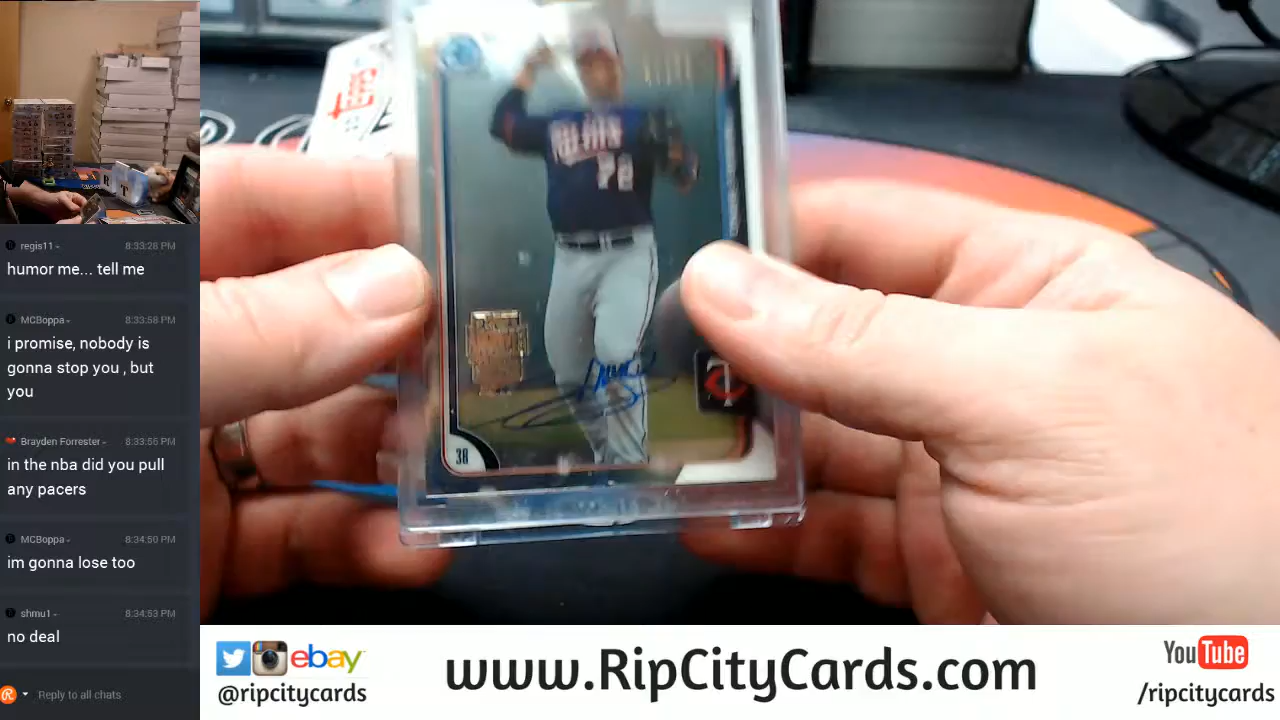 regis11 - 8:33:28 PM
humor me... tell me
MCBoppa - 8:33:58 PM
i promise, nobody is
gonna stop you , but
you
Brayden Forrester - 8:33:55 PM
in the nba did you pull
any pacers
MCBoppa - 8:34:50 PM
im gonna lose too
shmu1 - 8:34:53 PM
no deal
Reply to all chats
TOPPS
38
TC
ebay
@ripcitycards
www.RipCityCards.com
YouTube
/ripcitycards